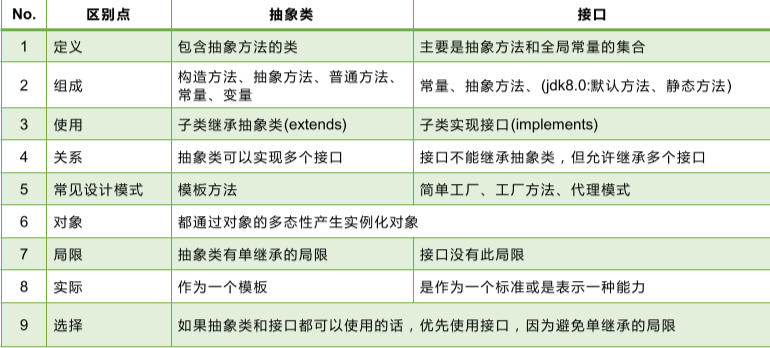 No. 区别点 抽象类 接口
1 定义 包含抽象方法的类 主要是抽象方法和全局常量的集合
2 组成 构造方法、抽象方法、普通方法、
常量、变量 常量、抽象方法、(jdk8.0:默认方法、静态方法)
3 使用 子类继承抽象类(extends) 子类实现接口(implements)
4 关系 抽象类可以实现多个接口 接口不能继承抽象类，但允许继承多个接口
5 常见设计模式 模板方法 简单工厂、工厂方法、代理模式
6 对象 都通过对象的多态性产生实例化对象
7 局限 抽象类有单继承的局限 接口没有此局限
8 实际 作为一个模板 是作为一个标准或是表示一种能力
9 选择 如果抽象类和接口都可以使用的话，优先使用接口，因为避免单继承的局限